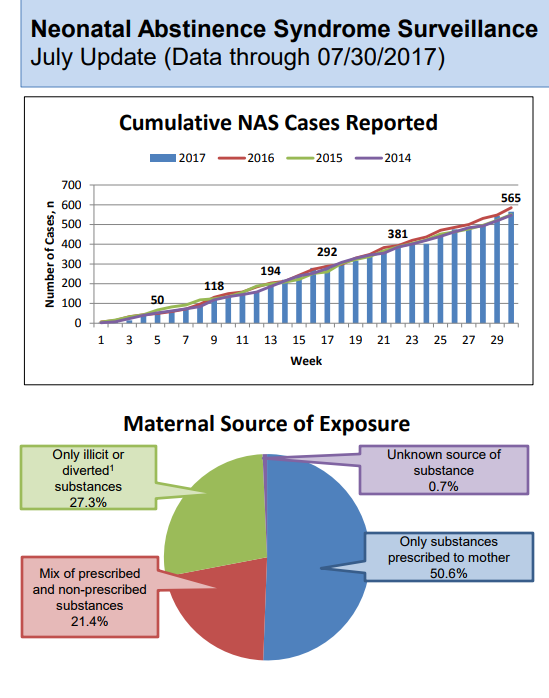 Neonatal Abstinence Syndrome Surveillance
July Update (Data through 07/30/2017)
Cumulative NAS Cases Reported
2017 2016 2015 2014
Number of Cases, n
700
600
500
400
300
200
100
0
50
118
194
292
381
565
1 3 5 7 9 11 13 15 17 19 21 23 25 27 29
Week
Maternal Source of Exposure
Only illicit or
diverted¹
substances
27.3%
Unknown source of
substance
0.7%
Only substances
prescribed to mother
50.6%
Mix of prescribed
and non-prescribed
substances
21.4%